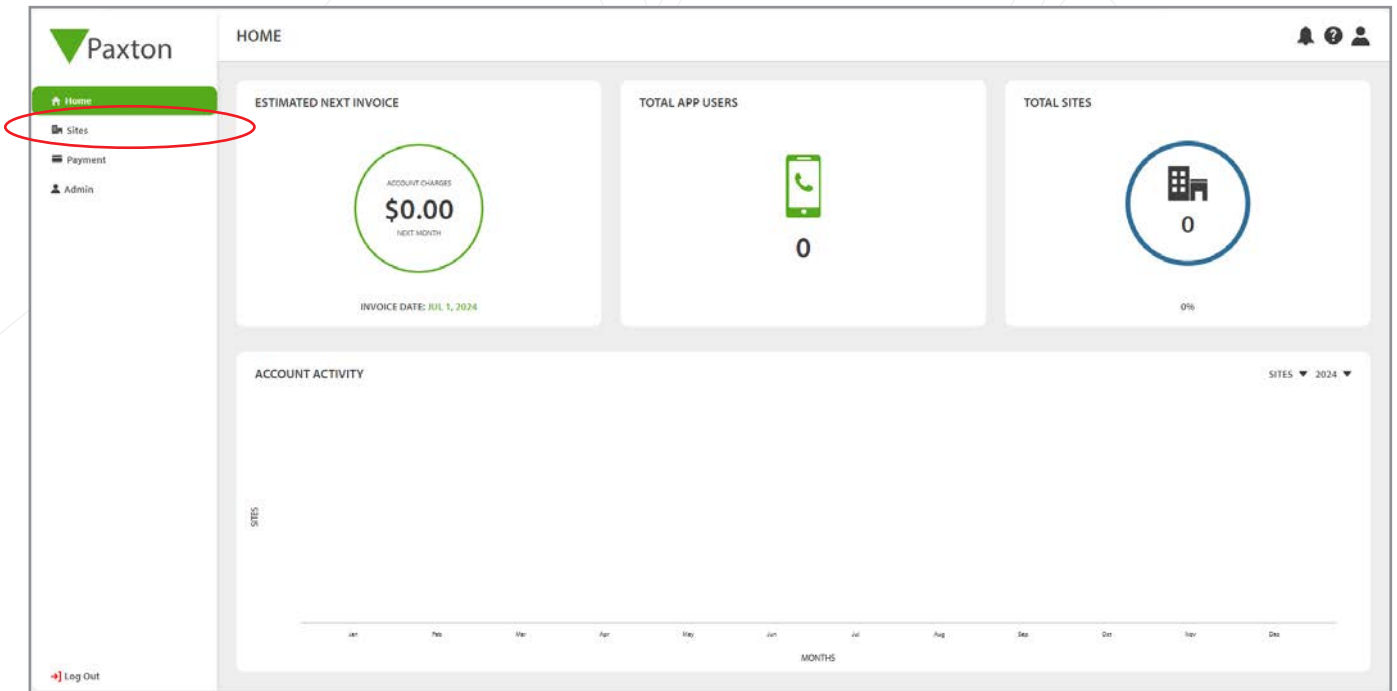 Paxton
HOME
Home
Sites
Payment
Admin
ESTIMATED NEXT INVOICE
ACCOUNT CHARGES
$0.00
NEXT MONTH
INVOICE DATE: JUL 1, 2024
TOTAL APP USERS
0
TOTAL SITES
0
0%
ACCOUNT ACTIVITY
SITES 2024
SITES
Jan Feb Mar Apr May Jun Jul Aug Sep Oct Nov Dec
MONTHS
Log Out